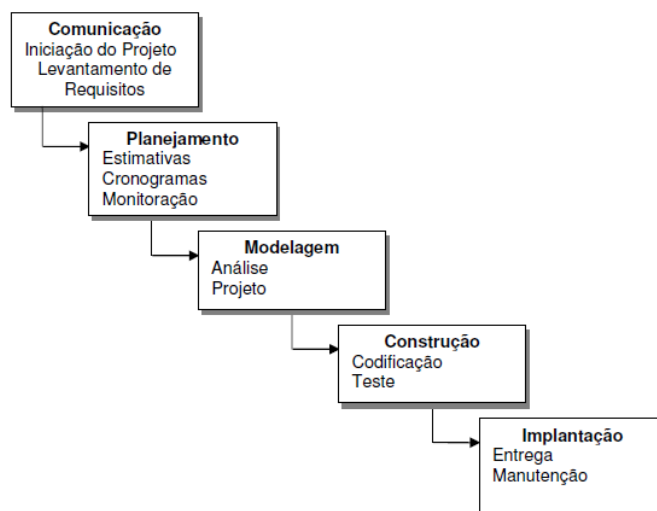 Comunicação
Iniciação do Projeto
Levantamento de
Requisitos
Planejamento
Estimativas
Cronogramas
Monitoração
Modelagem
Análise
Projeto
Construção
Codificação
Teste
Implantação
Entrega
Manutenção